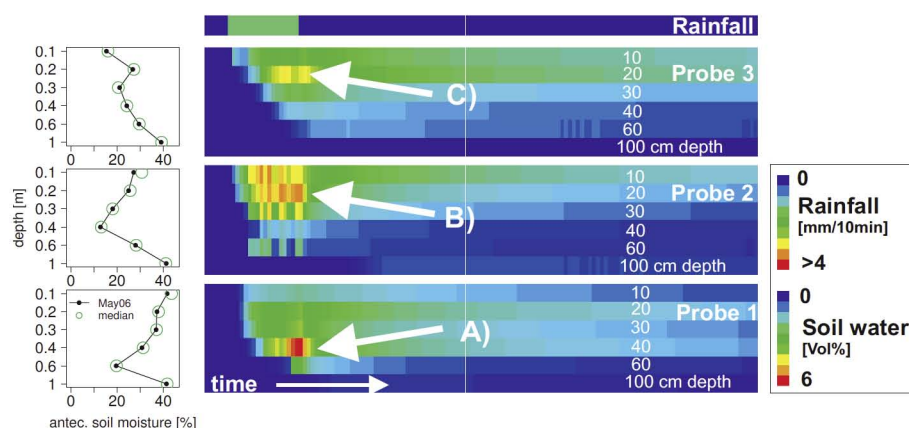 Rainfall
0.1
0.2
0.3
0.4
0.6
1
0 20 40
10
20
30
40
60
100 cm depth
Probe 3
C)
depth [m]
0.1
0.2
0.3
0.4
0.6
1
0 20 40
10
20
30
40
60
100 cm depth
Probe 2
B)
0.1
0.2
0.3
0.4
0.6
1
May06
median
0 20 40
antec. soil moisture [%]
10
20
30
40
60
100 cm depth
Probe 1
A)
time
0
Rainfall
[mm/10min]
>4
0
Soil water
[Vol%]
6